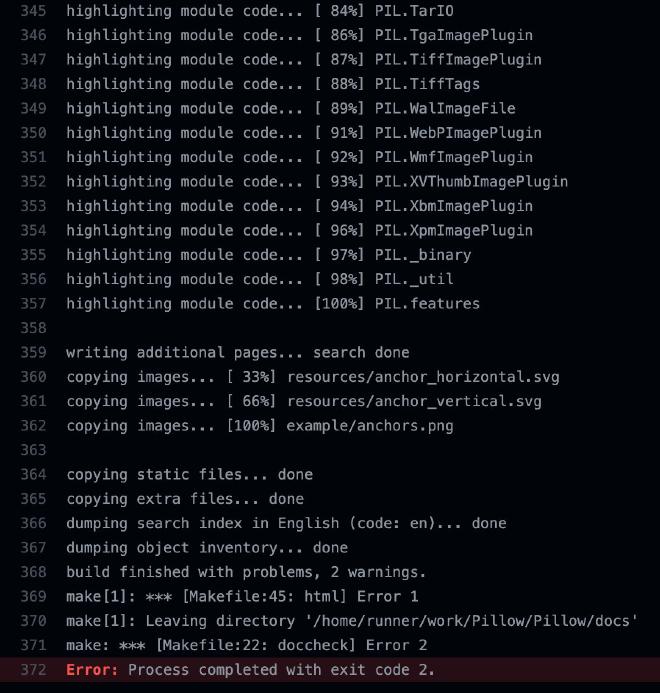 345 highlighting module code... [ 84%] PIL.TarIO
346 highlighting module code... [ 86%] PIL.TgaImagePlugin
347 highlighting module code... [ 87%] PIL.TiffImagePlugin
348 highlighting module code... [ 88%] PIL.TiffTags
349 highlighting module code... [ 89%] PIL.WalImageFile
350 highlighting module code... [ 91%] PIL.WebPImagePlugin
351 highlighting module code... [ 92%] PIL.WmfImagePlugin
352 highlighting module code... [ 93%] PIL.XVThumbImagePlugin
353 highlighting module code... [ 94%] PIL.XbmImagePlugin
354 highlighting module code... [ 96%] PIL.XpmImagePlugin
355 highlighting module code... [ 97%] PIL._binary
356 highlighting module code... [ 98%] PIL._util
357 highlighting module code... [100%] PIL.features
358
359 writing additional pages... search done
360 copying images... [ 33%] resources/anchor_horizontal.svg
361 copying images... [ 66%] resources/anchor_vertical.svg
362 copying images... [100%] example/anchors.png
363
364 copying static files... done
365 copying extra files... done
366 dumping search index in English (code: en)... done
367 dumping object inventory... done
368 build finished with problems, 2 warnings.
369 make[1]: *** [Makefile:45: html] Error 1
370 make[1]: Leaving directory '/home/runner/work/Pillow/Pillow/docs'
371 make: *** [Makefile:22: doccheck] Error 2
372 Error: Process completed with exit code 2.